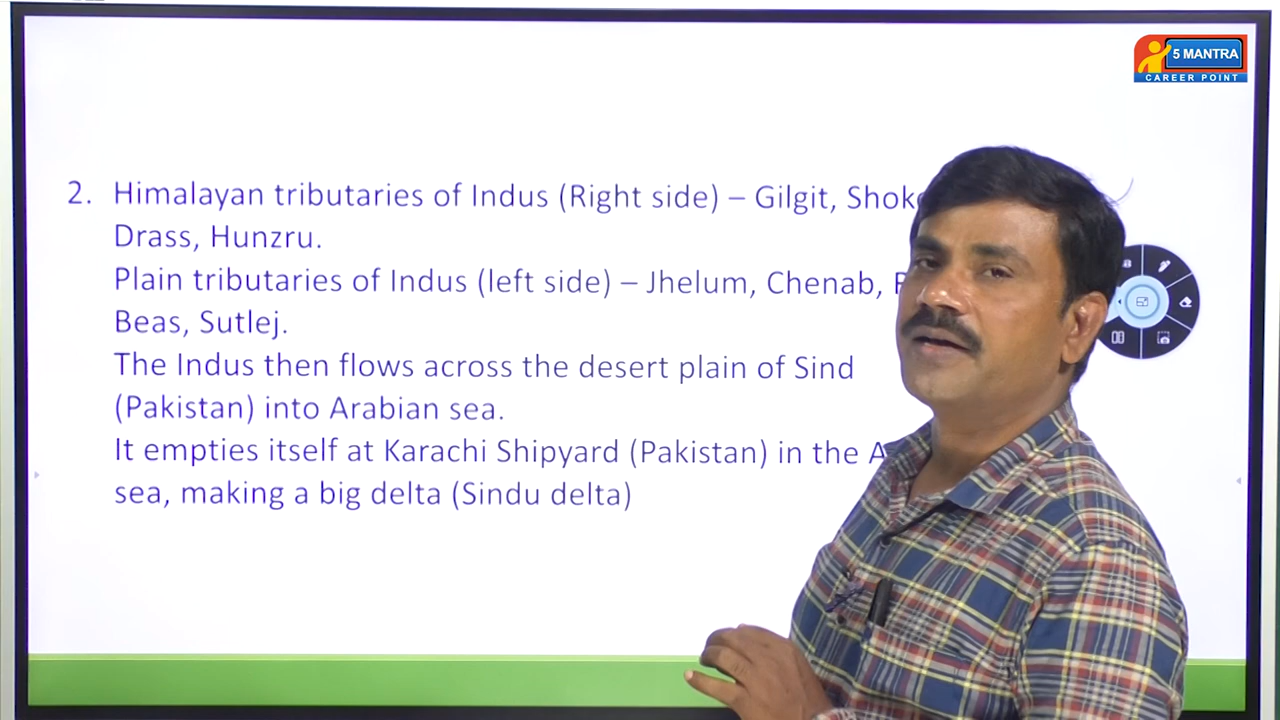 5 MANTRA
CAREER POINT
2. Himalayan tributaries of Indus (Right side) – Gilgit,
Drass, Hunzru.
Plain tributaries of Indus (left side) – Jhelum, Chenab,
Beas, Sutlej.
The Indus then flows across the desert plain of Sind
(Pakistan) into Arabian sea.
It empties itself at Karachi Shipyard (Pakistan) in the
sea, making a big delta (Sindu delta)